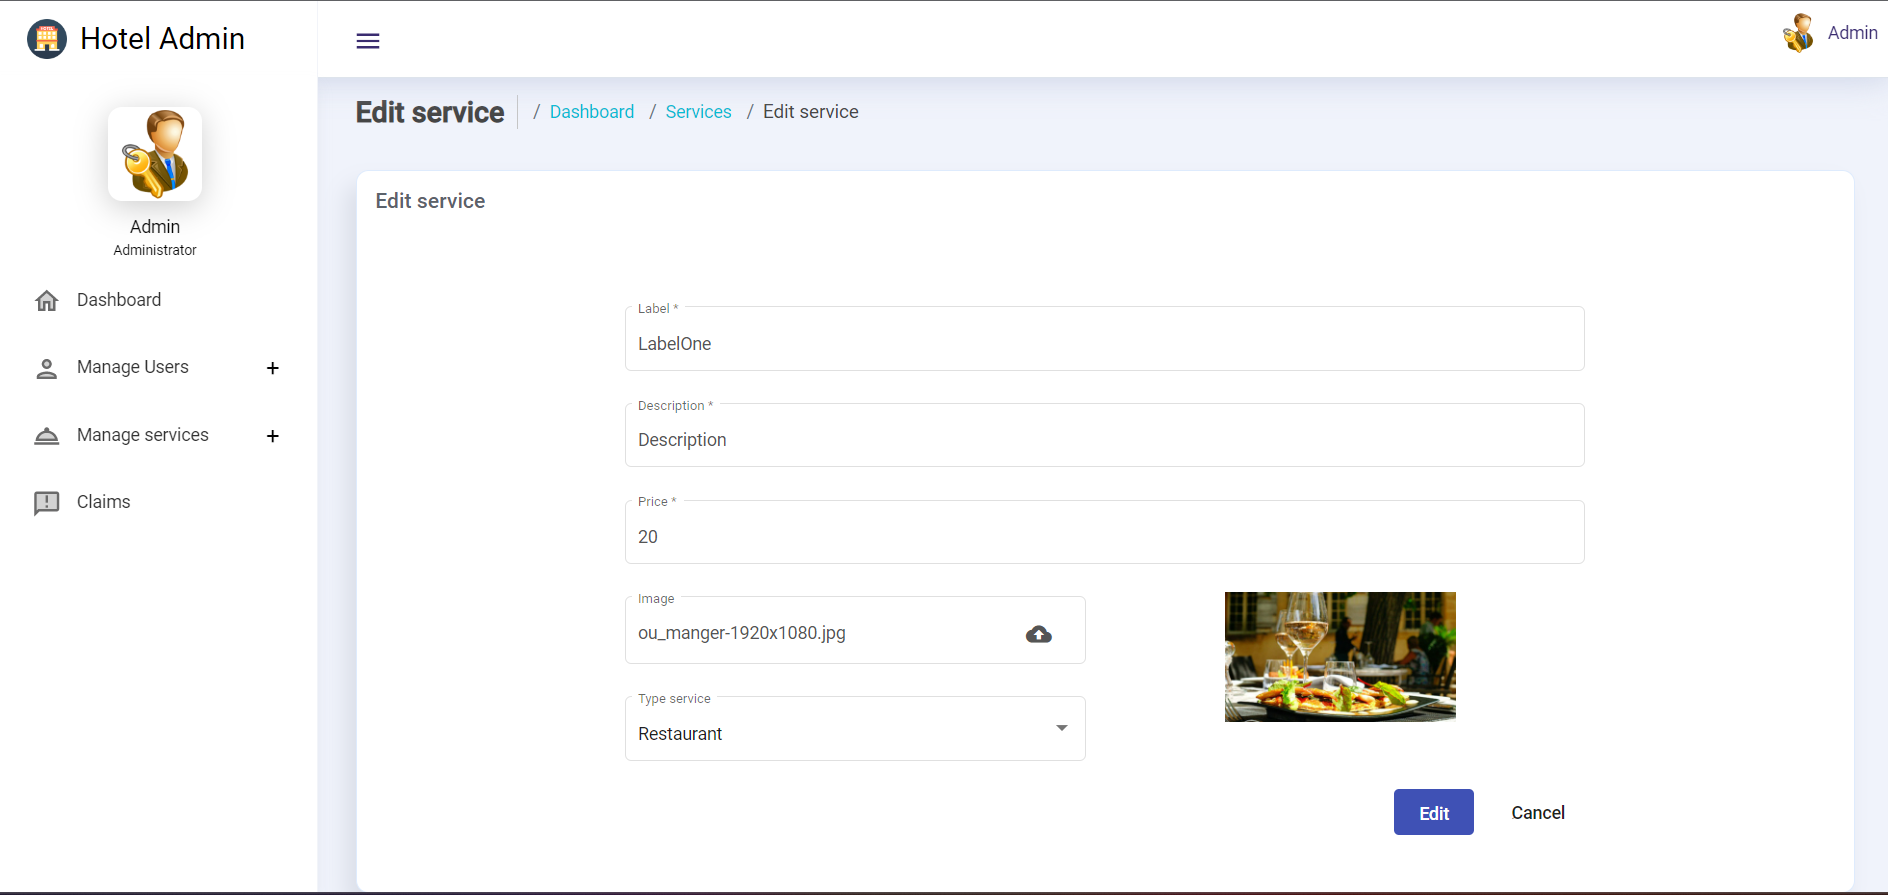 Hotel Admin
Admin
Edit service / Dashboard / Services / Edit service
Admin
Administrator
Dashboard
Manage Users +
Manage services +
Claims
Edit service
Label *
LabelOne
Description *
Description
Price *
20
Image
ou_manger-1920x1080.jpg
Type service
Restaurant
Edit Cancel